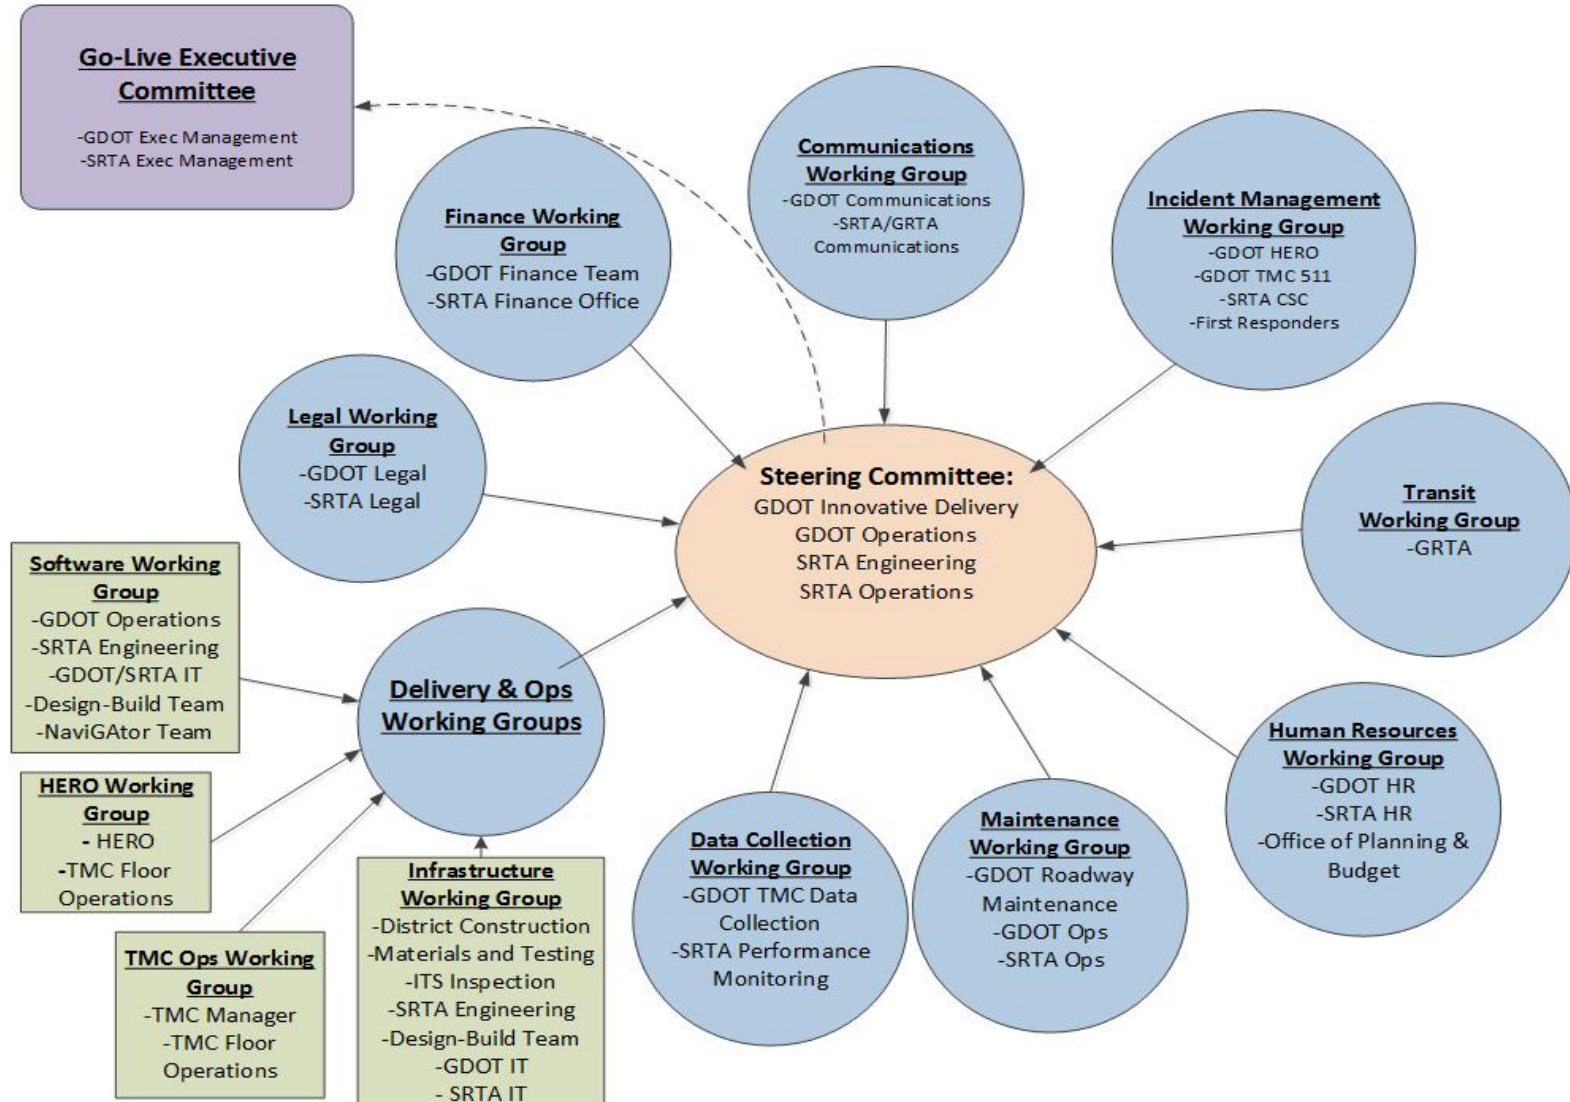 Go-Live Executive
Committee
-GDOT Exec Management
-SRTA Exec Management
Finance Working
Group
-GDOT Finance Team
-SRTA Finance Office
Communications
Working Group
-GDOT Communications
-SRTA/GRTA
Communications
Incident Management
Working Group
-GDOT HERO
-GDOT TMC 511
-SRTA CSC
-First Responders
Legal Working
Group
-GDOT Legal
-SRTA Legal
Steering Committee:
GDOT Innovative Delivery
GDOT Operations
SRTA Engineering
SRTA Operations
Transit
Working Group
-GRTA
Software Working
Group
-GDOT Operations
-SRTA Engineering
-GDOT/SRTA IT
-Design-Build Team
-NaviGAtor Team
Delivery & Ops
Working Groups
Human Resources
Working Group
-GDOT HR
-SRTA HR
-Office of Planning &
Budget
HERO Working
Group
- HERO
-TMC Floor
Operations
Data Collection
Working Group
-GDOT TMC Data
Collection
-SRTA Performance
Monitoring
Maintenance
Working Group
-GDOT Roadway
Maintenance
-GDOT Ops
-SRTA Ops
TMC Ops Working
Group
-TMC Manager
-TMC Floor
Operations
Infrastructure
Working Group
-District Construction
-Materials and Testing
-ITS Inspection
-SRTA Engineering
-Design-Build Team
-GDOT IT
- SRTA IT